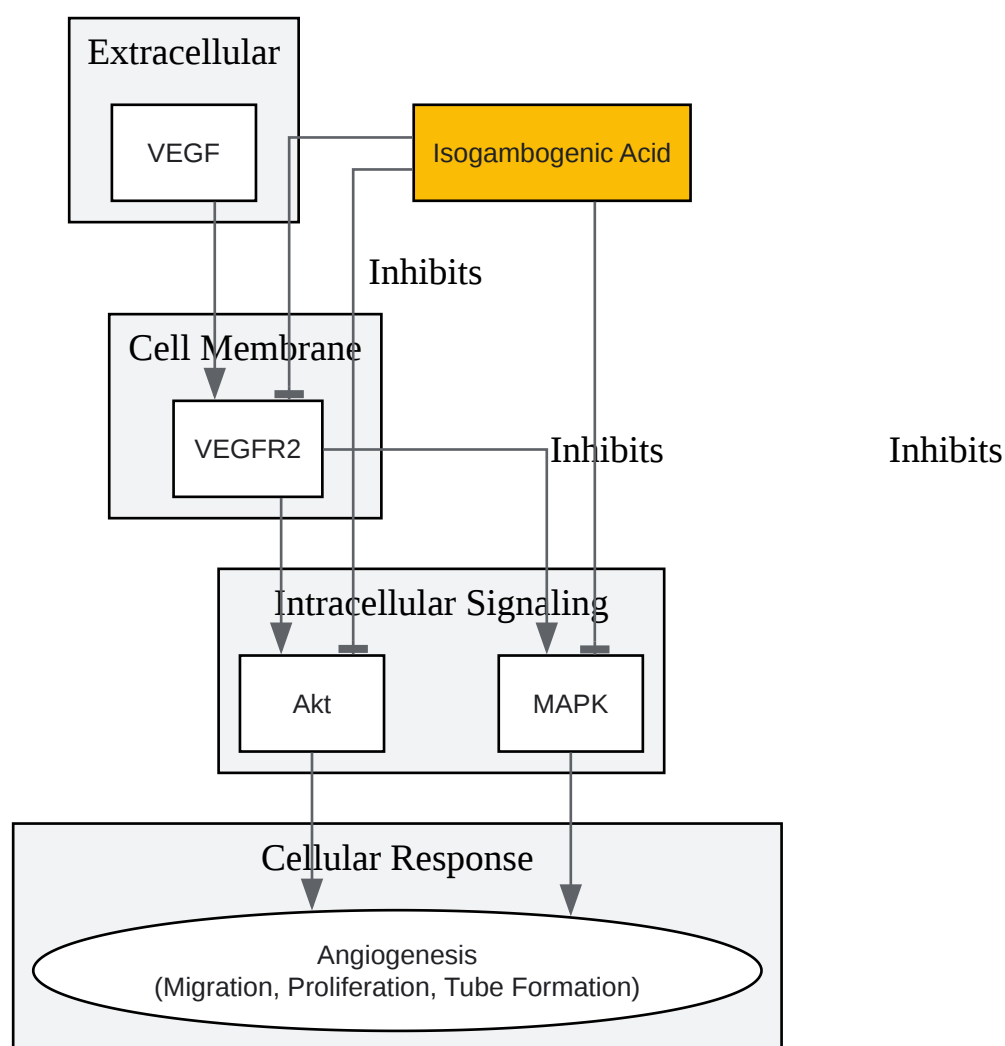 Extracellular
VEGF
Isogambogenic Acid
Inhibits
Cell Membrane
VEGFR2
Inhibits
Inhibits
Intracellular Signaling
Akt
MAPK
Cellular Response
Angiogenesis
(Migration, Proliferation, Tube Formation)